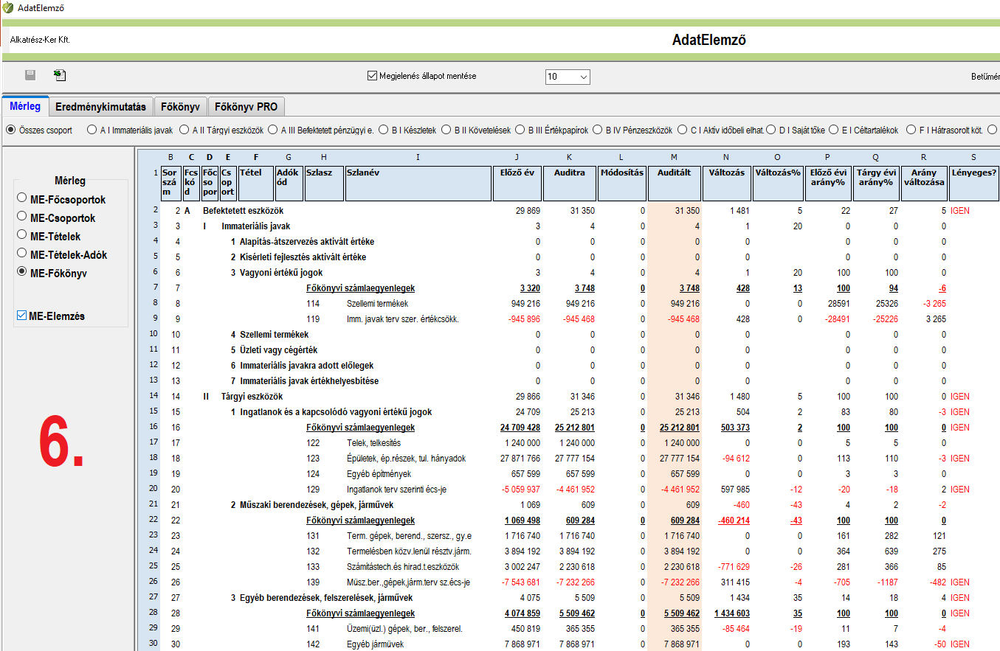 AdatElemző
Alkatrész-Ker Kft.
AdatElemző
Megjelenés állapot mentése
10
Betűmér
Mérleg Eredménykimutatás Főkönyv Főkönyv PRO
Összes csoport A I Immateriális javak A II Tárgyi eszközök A III Befektetett pénzügyi e. B I Készletek B II Követelések B III Értékpapírok B IV Pénzeszközök C I Aktív időbeli elhat. D I Saját tőke E I Céltartalékok F I Hátrasorolt köt.
Mérleg
ME-Főcsoportok
ME-Csoportok
ME-Tételek
ME-Tételek-Adók
ME-Főkönyv
ME-Elemzés
6.
B C D E F G H I J K L M N O P Q R S
1 Sor szá m Fcs kó d Főc so por Cs op ort Tétel Adók ód Szlasz Szlanév Előző év Auditra Módosítás Auditált Változás Változás% Előző évi arány% Tárgy évi arány% Arány változása Lényeges?
2 2 A Befektetett eszközök 29 869 31 350 0 31 350 1 481 5 22 27 5 IGEN
3 3 I Immateriális javak 3 4 0 4 1 20 0 0 0
4 4 1 Alapítás-átszervezés aktivált értéke 0 0 0 0 0 0 0 0
5 5 2 Kisérleti fejlesztés aktivált értéke 0 0 0 0 0 0 0 0
6 6 3 Vagyoni értékű jogok 3 4 0 4 1 20 100 100 0
7 7 Főkönyvi számlaegyenlegek 3 320 3 748 0 3 748 428 13 100 94 -6
8 8 114 Szellemi termékek 949 216 949 216 0 949 216 0 0 28591 25326 -3 265
9 9 119 Imm. javak terv szer. értékcsökk. -945 896 -945 468 0 -945 468 428 0 -28491 -25226 3 265
10 10 4 Szellemi termékek 0 0 0 0 0 0 0 0
11 11 5 Üzleti vagy cégérték 0 0 0 0 0 0 0 0
12 12 6 Immateriális javakra adott előlegek 0 0 0 0 0 0 0 0
13 13 7 Immateriális javak értékhelyesbítése 0 0 0 0 0 0 0 0
14 14 II Tárgyi eszközök 29 866 31 346 0 31 346 1 480 5 100 100 0 IGEN
15 15 1 Ingatlanok és a kapcsolódó vagyoni értékű jogok 24 709 25 213 0 25 213 504 2 83 80 -3 IGEN
16 16 Főkönyvi számlaegyenlegek 24 709 428 25 212 801 0 25 212 801 503 373 2 100 100 0 IGEN
17 17 122 Telek, telkesítés 1 240 000 1 240 000 0 1 240 000 0 0 5 5 0
18 18 123 Épületek, ép.részek, tul. hányadok 27 871 766 27 777 154 0 27 777 154 -94 612 0 113 110 -3 IGEN
19 19 124 Egyéb építmények 657 599 657 599 0 657 599 0 0 3 3 0
20 20 129 Ingatlanok terv szerinti écs-je -5 059 937 -4 461 952 0 -4 461 952 597 985 -12 -20 -18 2 IGEN
21 21 2 Műszaki berendezések, gépek, járművek 1 069 609 0 609 -460 -43 4 2 -2
22 22 Főkönyvi számlaegyenlegek 1 069 498 609 284 0 609 284 -460 214 -43 100 100 0
23 23 131 Term. gépek, berend., szersz., gy.e 1 716 740 1 716 740 0 1 716 740 0 0 161 282 121
24 24 132 Termelésben közv.lenül résztv.járm. 3 894 192 3 894 192 0 3 894 192 0 0 364 639 275
25 25 133 Számítástech.és hirad.t.eszközök 3 002 247 2 230 618 0 2 230 618 -771 629 -26 281 366 85
26 26 139 Müsz.ber.,gépek,járm.terv sz.écs-je -7 543 681 -7 232 266 0 -7 232 266 311 415 -4 -705 -1187 -482 IGEN
27 27 3 Egyéb berendezések, felszerelések, járművek 4 075 5 509 0 5 509 1 434 35 14 18 4 IGEN
28 28 Főkönyvi számlaegyenlegek 4 074 859 5 509 462 0 5 509 462 1 434 603 35 100 100 0 IGEN
29 29 141 Üzemi(üzl.) gépek, ber., felszerel. 450 819 365 355 0 365 355 -85 464 -19 11 7 -4
30 30 142 Egyéb járművek 7 868 971 7 868 971 0 7 868 971 0 0 193 143 -50 IGEN